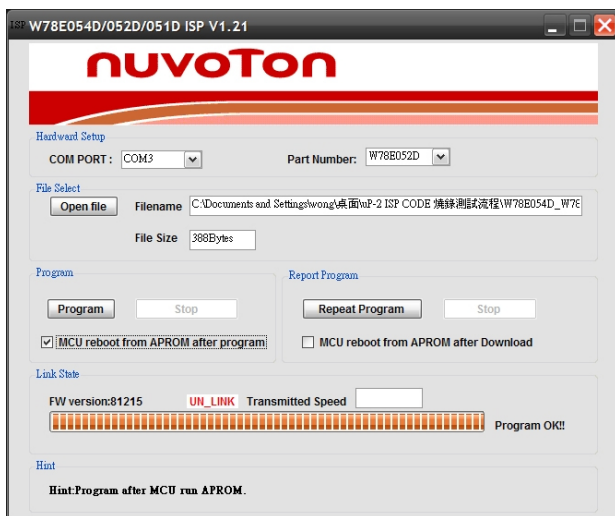 ISP W78E054D/052D/051D ISP V1.21
nuvoTon
Hardware Setup
COM PORT : COM3 Part Number: W78E052D
File Select
Open file Filename C:\Documents and Settings\wong\桌面\uP-2 ISP CODE 燒錄測試流程\W78E054D_W78
File Size 388Bytes
Program Report Program
Program Stop Repeat Program Stop
MCU reboot from APROM after program MCU reboot from APROM after Download
Link State
FW version:81215 UN_LINK Transmitted Speed
Program OK!!
Hint
Hint:Program after MCU run APROM.